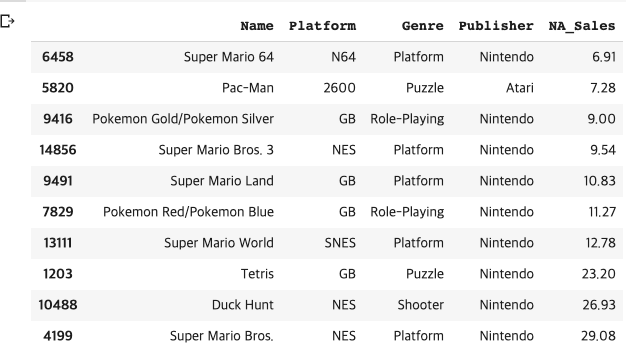 Name Platform Genre Publisher NA_Sales
6458 Super Mario 64 N64 Platform Nintendo 6.91
5820 Pac-Man 2600 Puzzle Atari 7.28
9416 Pokemon Gold/Pokemon Silver GB Role-Playing Nintendo 9.00
14856 Super Mario Bros. 3 NES Platform Nintendo 9.54
9491 Super Mario Land GB Platform Nintendo 10.83
7829 Pokemon Red/Pokemon Blue GB Role-Playing Nintendo 11.27
13111 Super Mario World SNES Platform Nintendo 12.78
1203 Tetris GB Puzzle Nintendo 23.20
10488 Duck Hunt NES Shooter Nintendo 26.93
4199 Super Mario Bros. NES Platform Nintendo 29.08